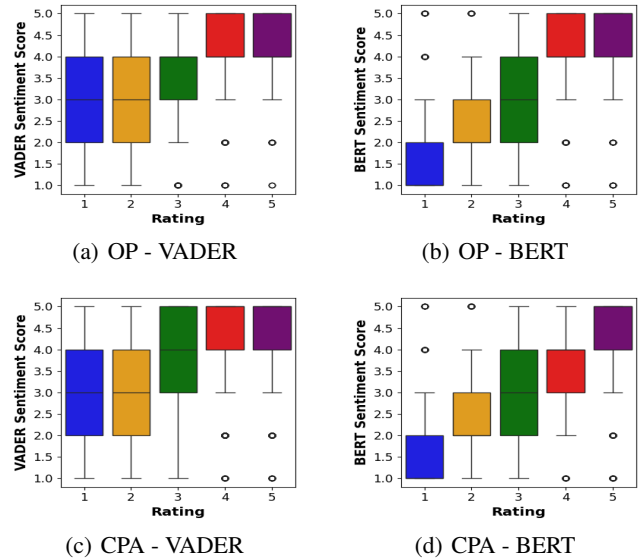 VADER Sentiment Score
5.0
4.5
4.0
3.5
3.0
2.5
2.0
1.5
1.0
1 2 3 4 5
Rating
(a) OP - VADER
BERT Sentiment Score
5.0
4.5
4.0
3.5
3.0
2.5
2.0
1.5
1.0
1 2 3 4 5
Rating
(b) OP - BERT
VADER Sentiment Score
5.0
4.5
4.0
3.5
3.0
2.5
2.0
1.5
1.0
1 2 3 4 5
Rating
(c) CPA - VADER
BERT Sentiment Score
5.0
4.5
4.0
3.5
3.0
2.5
2.0
1.5
1.0
1 2 3 4 5
Rating
(d) CPA - BERT